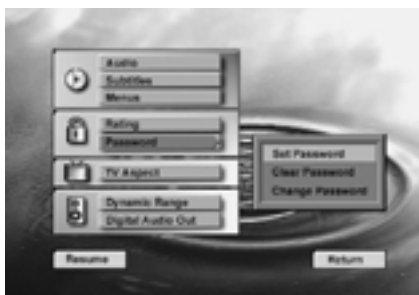 Audio
Subtitles
Menus
Rating
Password
TV Aspect
Dynamic Range
Digital Audio Out
Set Password
Clear Password
Change Password
Resume
Return